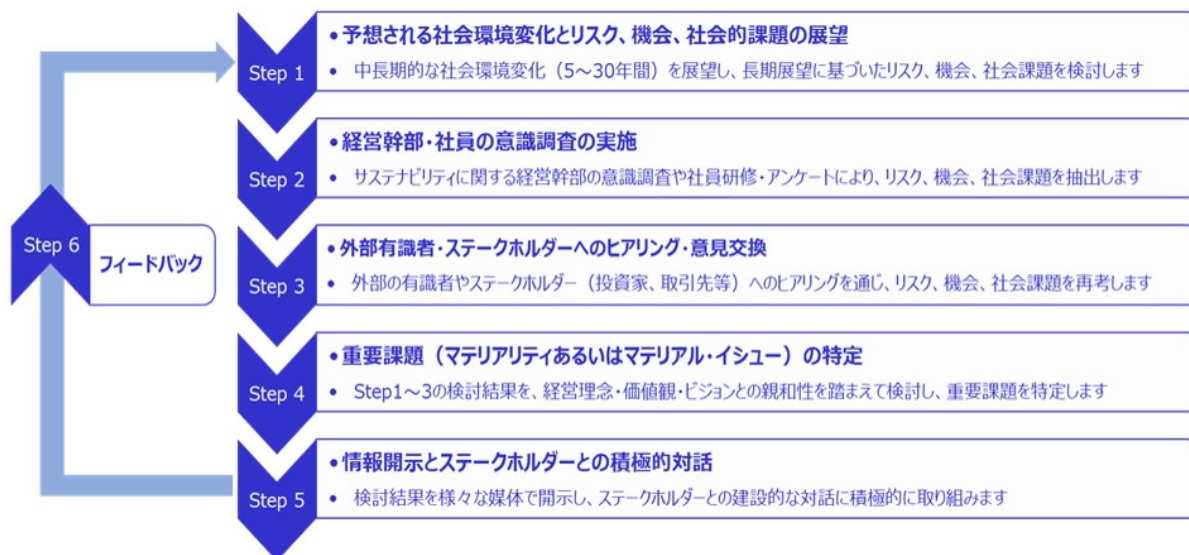 Step 1
•予想される社会環境変化とリスク、機会、社会的課題の展望
• 中長期的な社会環境変化（5～30年間）を展望し、長期展望に基づいたリスク、機会、社会課題を検討します
Step 2
•経営幹部・社員の意識調査の実施
• サステナビリティに関する経営幹部の意識調査や社員研修・アンケートにより、リスク、機会、社会課題を抽出します
Step 3
•外部有識者・ステークホルダーへのヒアリング・意見交換
• 外部の有識者やステークホルダー（投資家、取引先等）へのヒアリングを通じ、リスク、機会、社会課題を再考します
Step 4
•重要課題（マテリアリティあるいはマテリアル・イシュー）の特定
• Step1～3の検討結果を、経営理念・価値観・ビジョンとの親和性を踏まえて検討し、重要課題を特定します
Step 5
•情報開示とステークホルダーとの積極的対話
• 検討結果を様々な媒体で開示し、ステークホルダーとの建設的な対話に積極的に取り組みます
Step 6
フィードバック